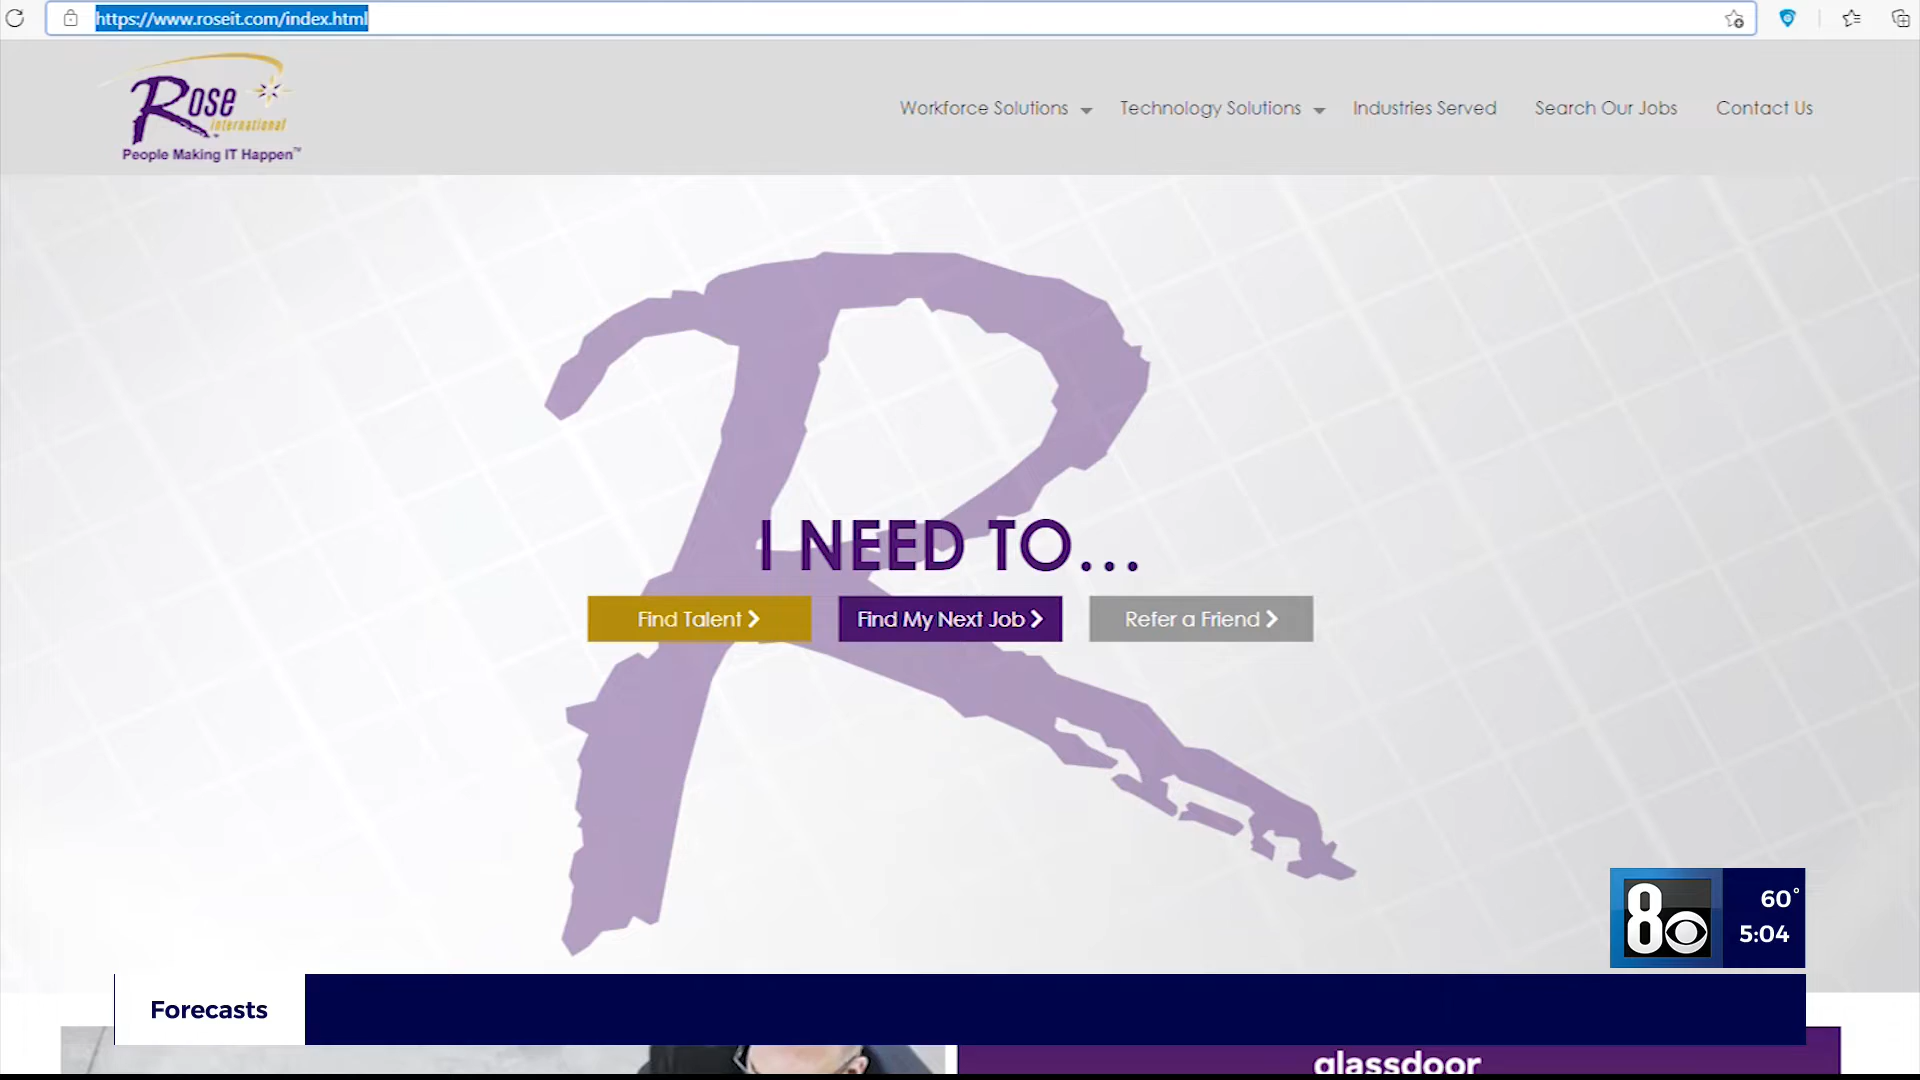 https://www.roseit.com/index.html
Rose
international
People Making IT Happen™
Workforce Solutions
Technology Solutions
Industries Served
Search Our Jobs
Contact Us
I NEED TO...
Find Talent
Find My Next Job
Refer a Friend
8
60°
5:04
Forecasts
glassdoor